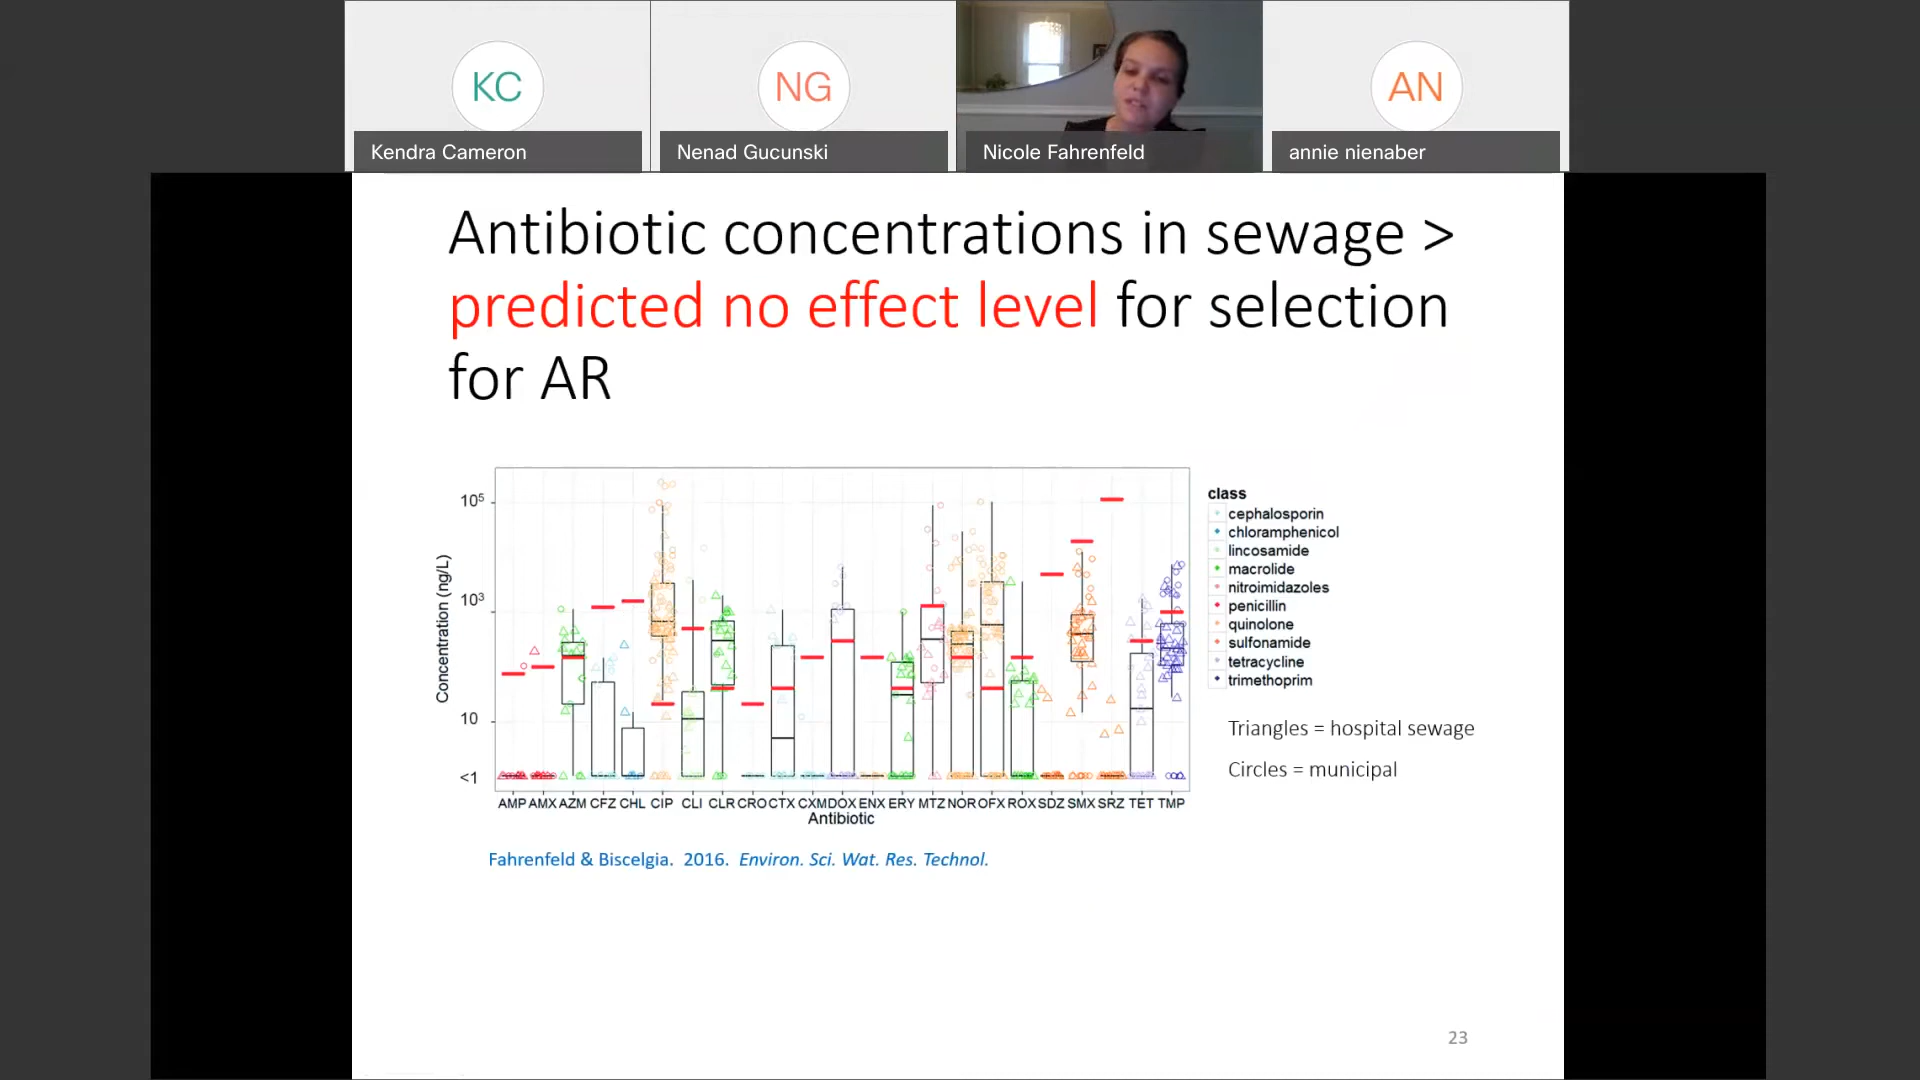 KC
NG
AN
Kendra Cameron
Nenad Gucunski
Nicole Fahrenfeld
annie nienaber
Antibiotic concentrations in sewage >
predicted no effect level for selection
for AR
Concentration (ng/L)
10⁵
10³
10
<1
AMP AMX AZM CFZ CHL CIP CLI CLR CRO CTX CXM DOX ENX ERY MTZ NOR OFX ROX SDZ SMX SRZ TET TMP
Antibiotic
class
cephalosporin
chloramphenicol
lincosamide
macrolide
nitroimidazoles
penicillin
quinolone
sulfonamide
tetracycline
trimethoprim
Triangles = hospital sewage
Circles = municipal
Fahrenfeld & Biscelgia. 2016. Environ. Sci. Wat. Res. Technol.
23